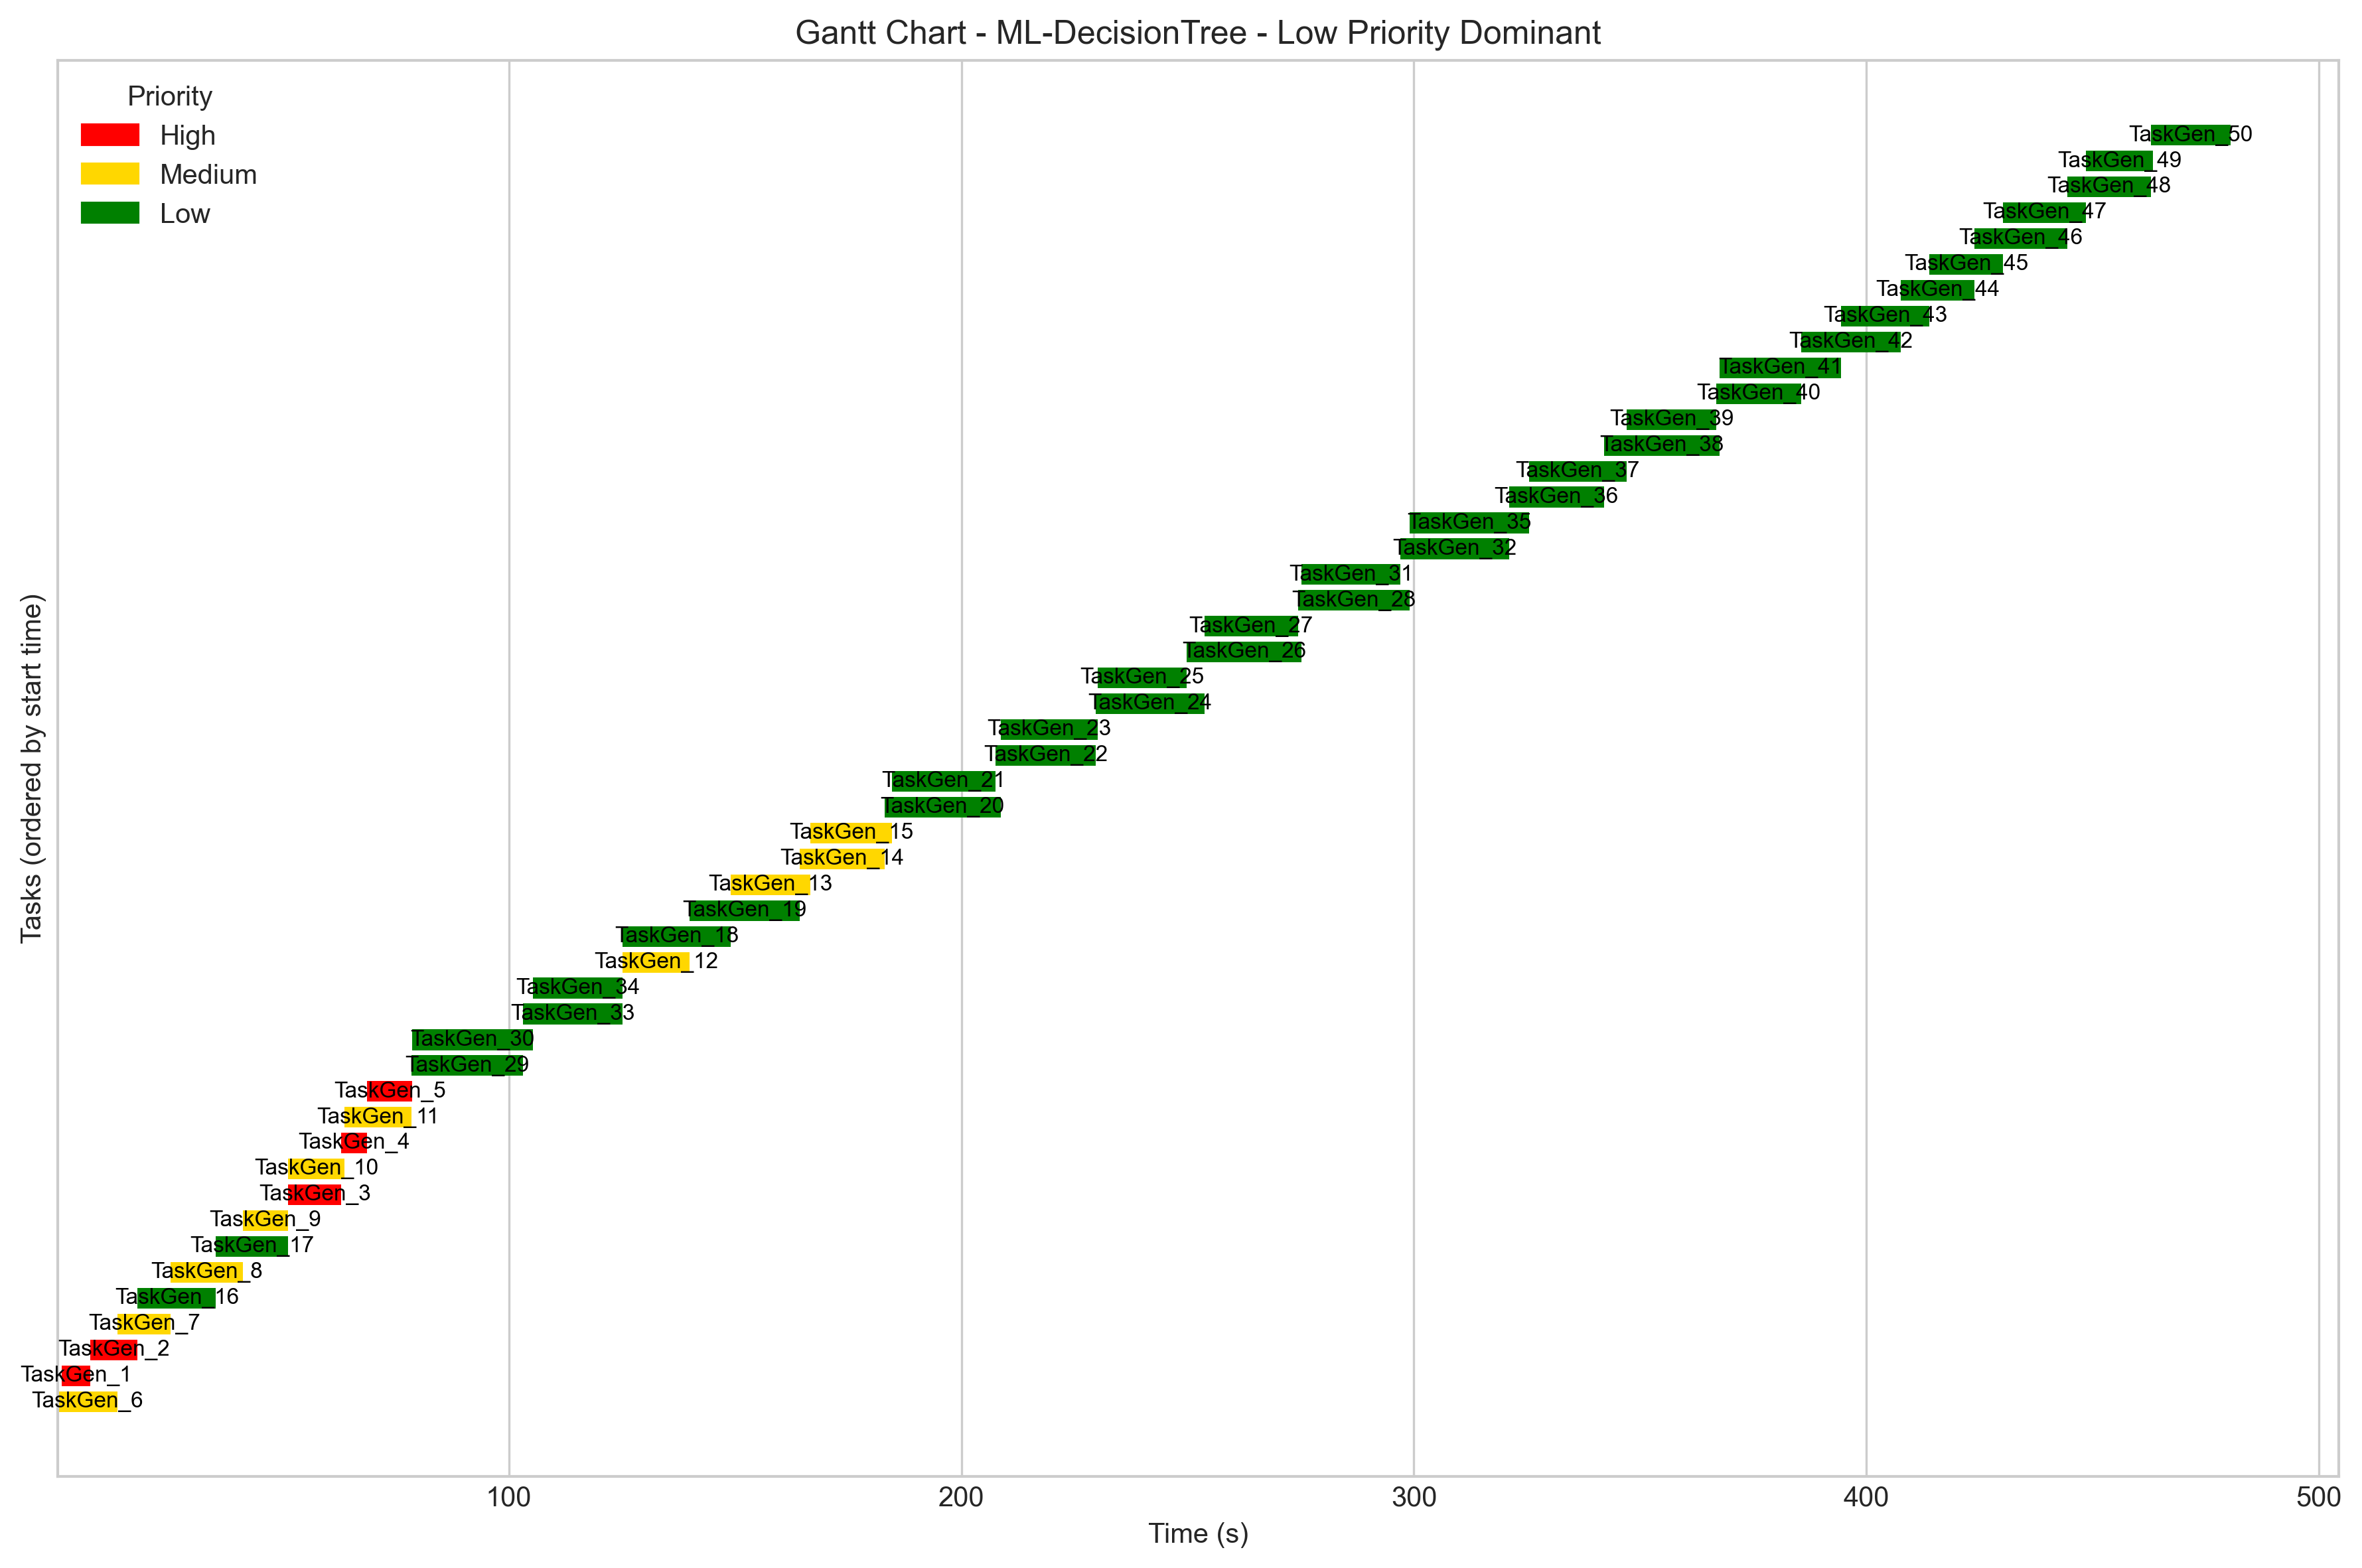 Gantt Chart - ML-DecisionTree - Low Priority Dominant
Priority
High
Medium
Low
TaskGen_50
TaskGen_49
TaskGen_48
TaskGen_47
TaskGen_46
TaskGen_45
TaskGen_44
TaskGen_43
TaskGen_42
TaskGen_41
TaskGen_40
TaskGen_39
TaskGen_38
TaskGen_37
TaskGen_36
TaskGen_35
TaskGen_32
TaskGen_31
TaskGen_28
TaskGen_27
TaskGen_26
TaskGen_25
TaskGen_24
TaskGen_23
TaskGen_22
TaskGen_21
TaskGen_20
TaskGen_15
TaskGen_14
TaskGen_13
TaskGen_19
TaskGen_18
TaskGen_12
TaskGen_34
TaskGen_33
TaskGen_30
TaskGen_29
TaskGen_5
TaskGen_11
TaskGen_4
TaskGen_10
TaskGen_3
TaskGen_9
TaskGen_17
TaskGen_8
TaskGen_16
TaskGen_7
TaskGen_2
TaskGen_1
TaskGen_6
Tasks (ordered by start time)
100 200 300 400 500
Time (s)